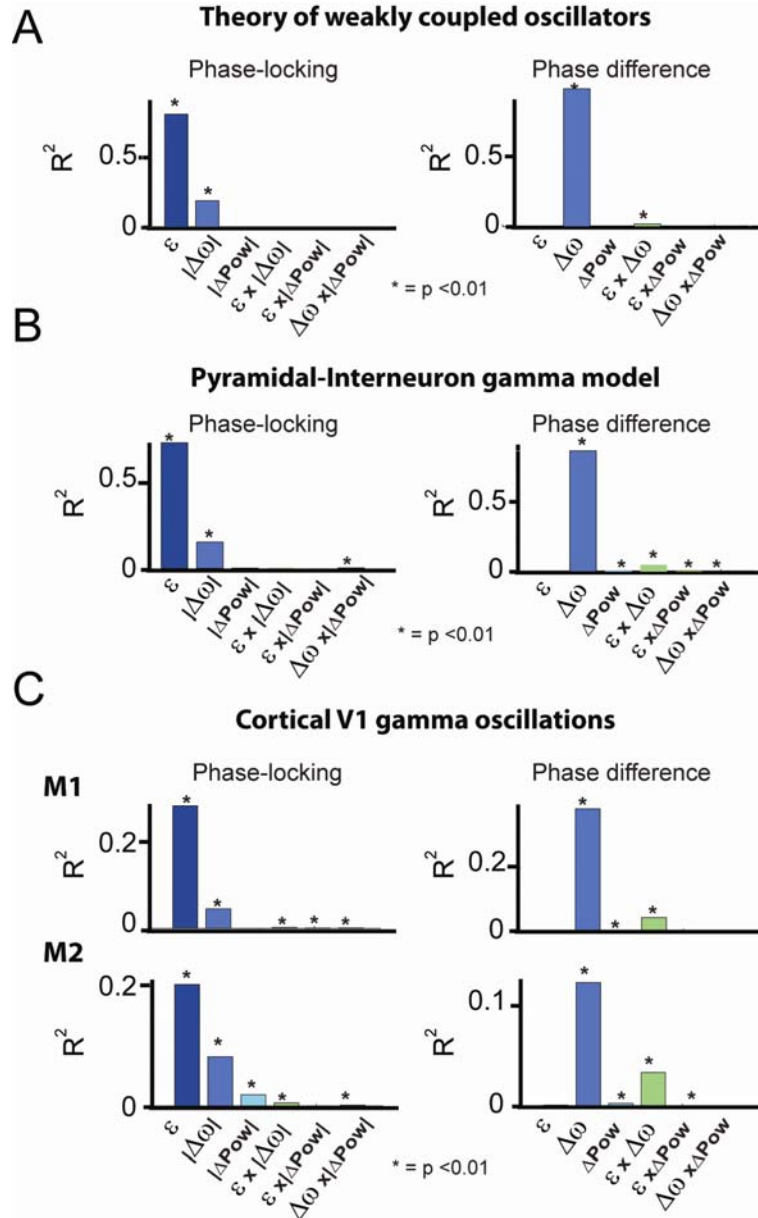 A
Theory of weakly coupled oscillators
Phase-locking
Phase difference
R²
0.5
0
*
*
ε
|Δω|
|ΔPow|
ε x |Δω|
ε x|ΔPow|
Δω x|ΔPow|
R²
0.5
0
*
*
ε
Δω
ΔPow
ε x Δω
ε xΔPow
Δω xΔPow
* = p <0.01
B
Pyramidal-Interneuron gamma model
Phase-locking
Phase difference
R²
0.5
0
*
*
*
ε
|Δω|
|ΔPow|
ε x |Δω|
ε x|ΔPow|
Δω x|ΔPow|
R²
0.5
0
*
*
*
*
*
ε
Δω
ΔPow
ε x Δω
ε xΔPow
Δω xΔPow
* = p <0.01
C
Cortical V1 gamma oscillations
Phase-locking
Phase difference
M1
R²
0.2
0
*
*
*
*
*
R²
0.2
0
*
*
*
M2
R²
0.2
0
*
*
*
*
*
ε
|Δω|
|ΔPow|
ε x |Δω|
ε x|ΔPow|
Δω x|ΔPow|
R²
0.1
0
*
*
*
*
ε
Δω
ΔPow
ε x Δω
ε xΔPow
Δω xΔPow
* = p <0.01